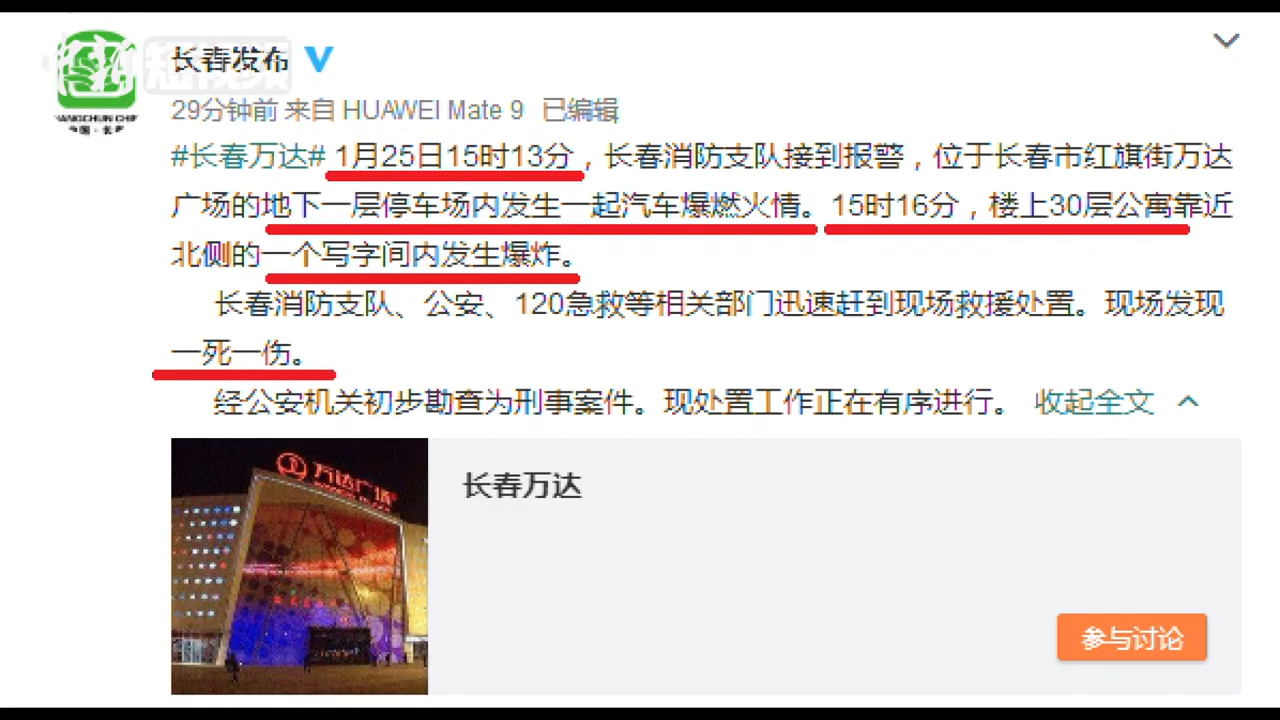 长春发布
29分钟前 来自 HUAWEI Mate 9 已编辑
#长春万达# 1月25日15时13分，长春消防支队接到报警，位于长春市红旗街万达
广场的地下一层停车场内发生一起汽车爆燃火情。15时16分，楼上30层公寓靠近
北侧的一个写字间内发生爆炸。
长春消防支队、公安、120急救等相关部门迅速赶到现场救援处置。现场发现
一死一伤。
经公安机关初步勘查为刑事案件。现处置工作正在有序进行。 收起全文
万达广场
长春万达
参与讨论